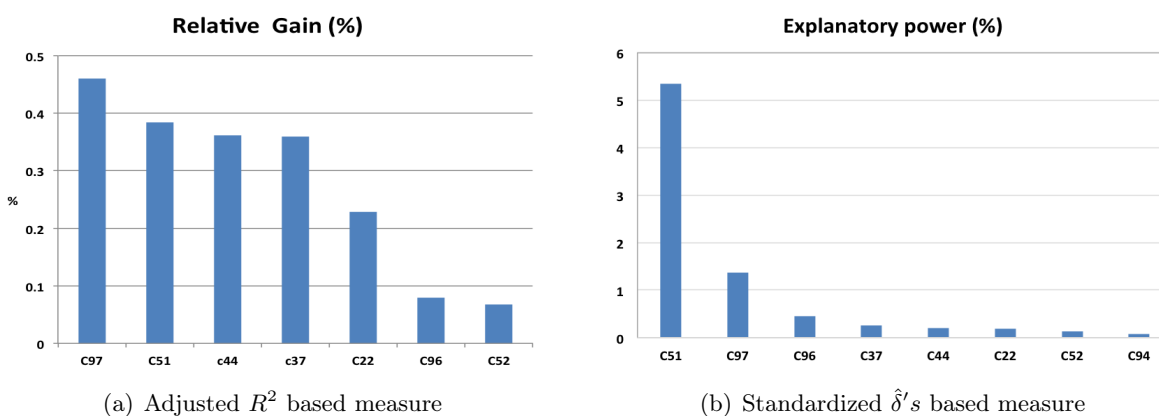 Relative Gain (%)
0.5
0.4
0.3
%
0.2
0.1
0
C97 C51 c44 c37 C22 C96 C52
(a) Adjusted R² based measure
Explanatory power (%)
6
5
4
3
2
1
0
C51 C97 C96 C37 C44 C22 C52 C94
(b) Standardized δ̂′s based measure